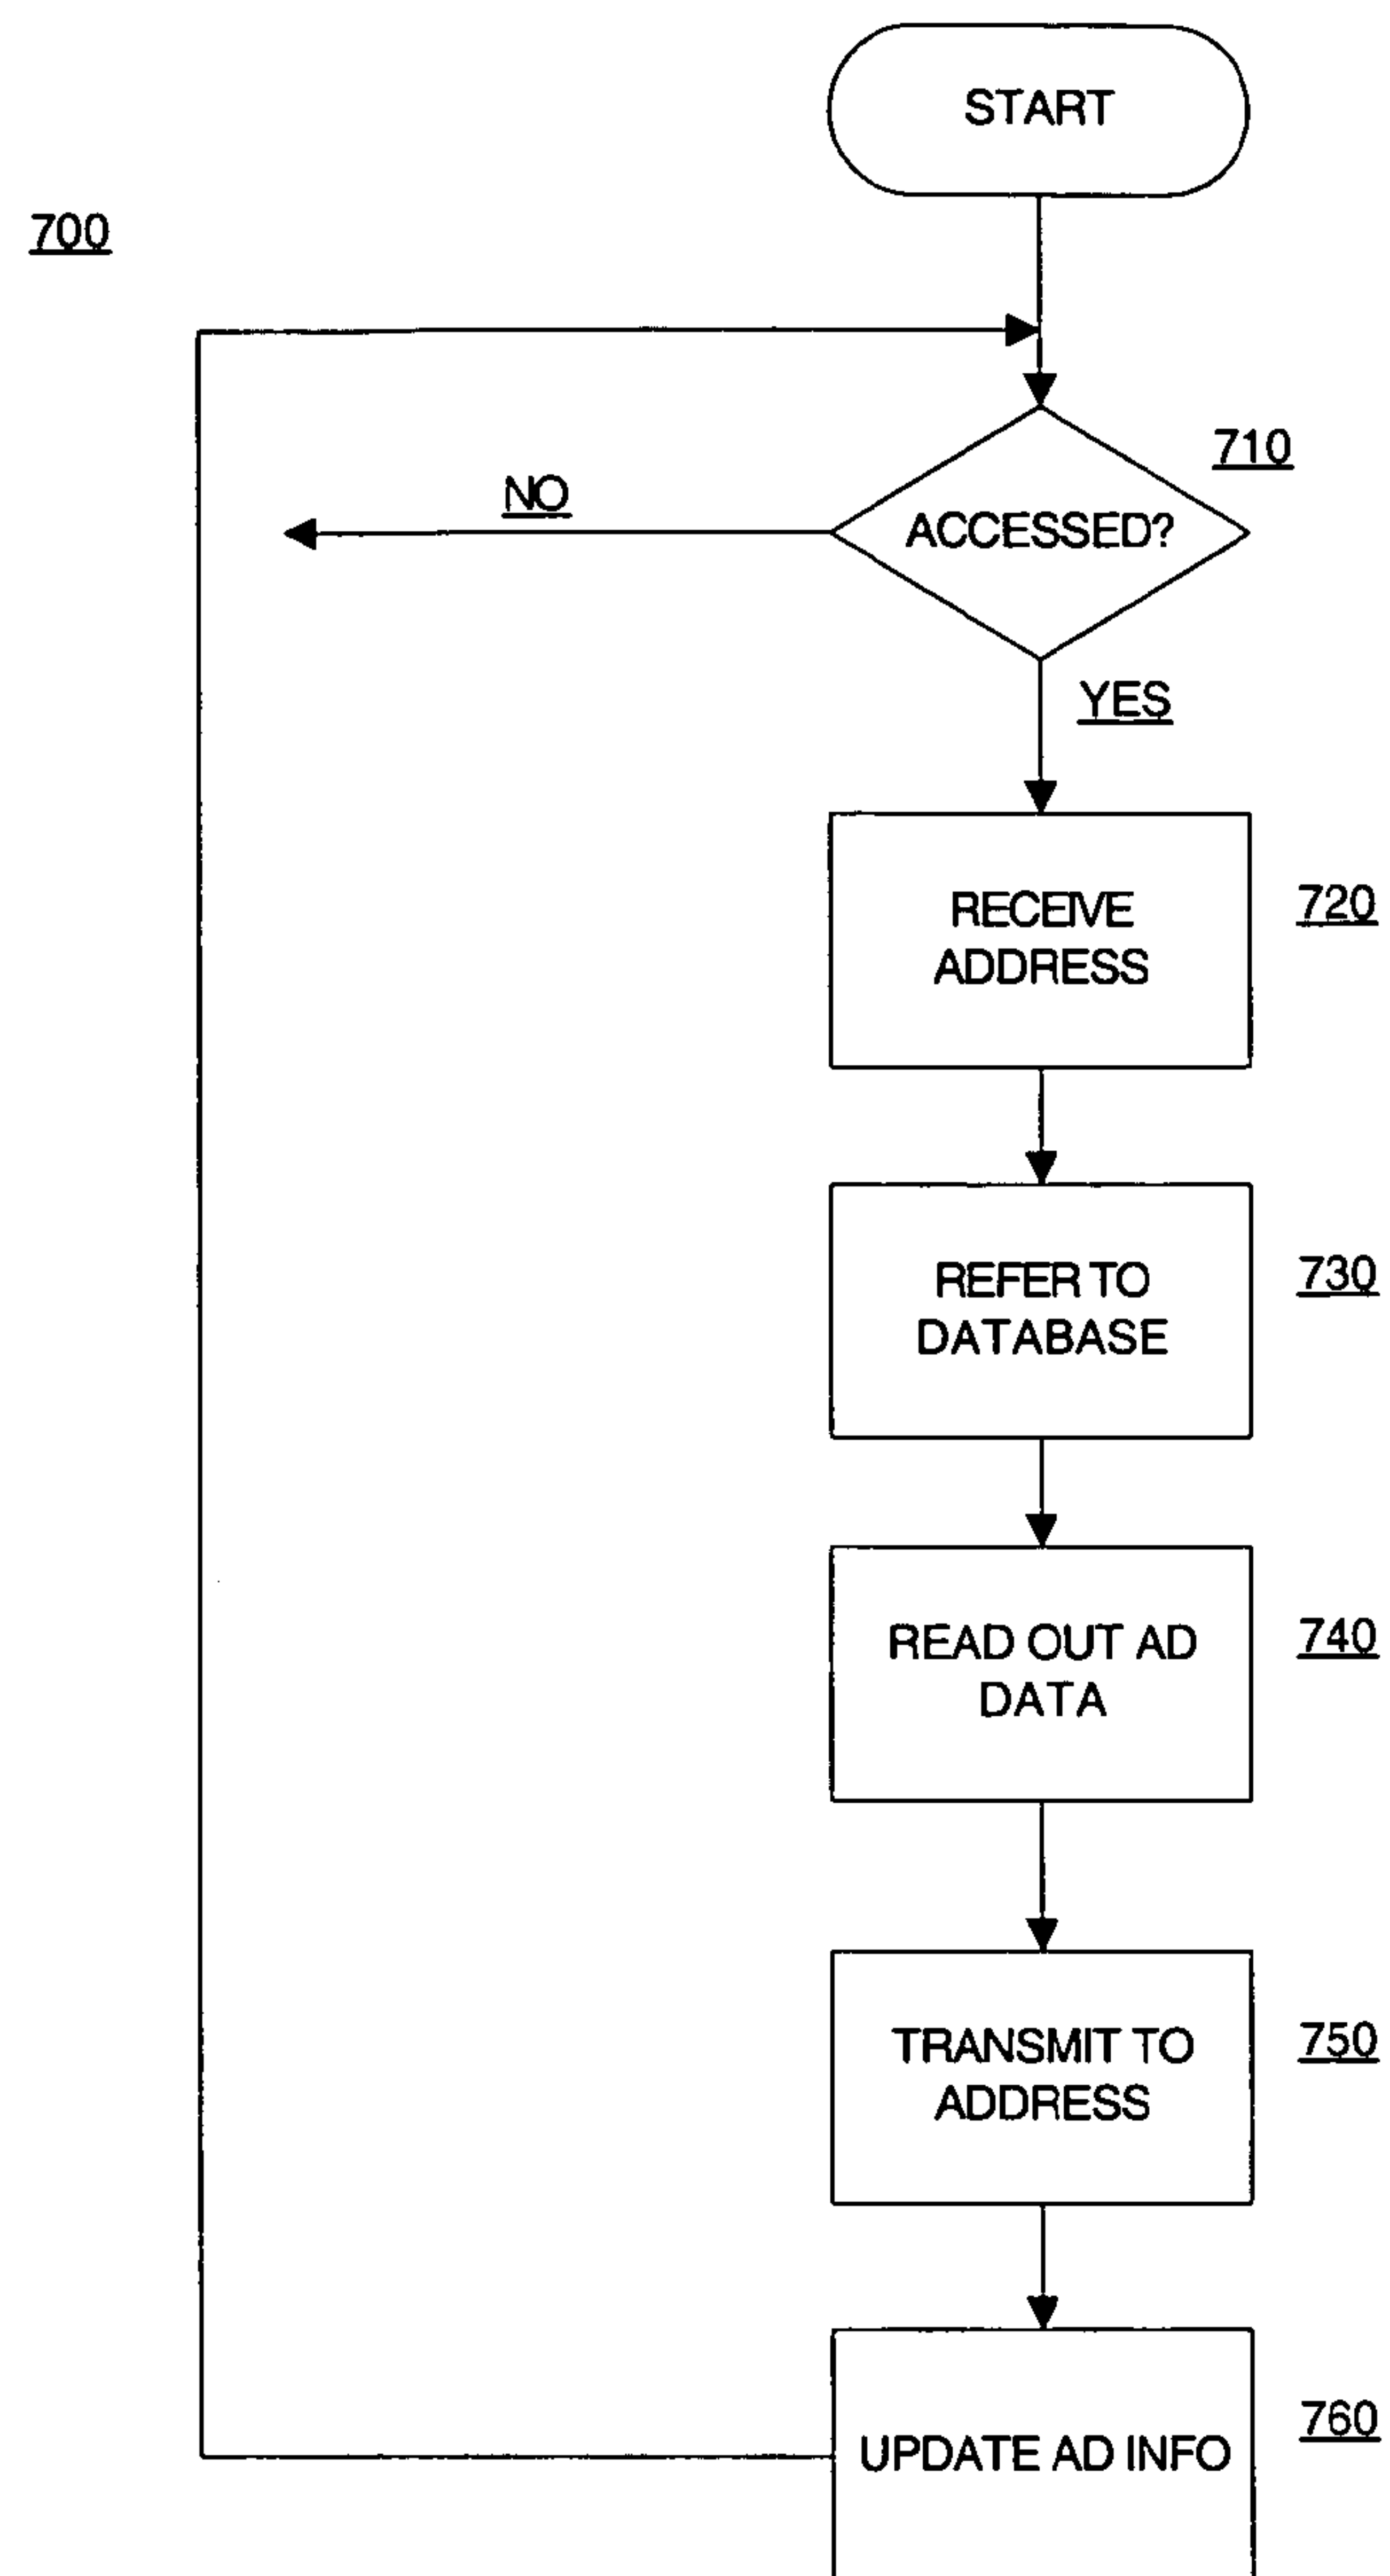 START
700
710
NO
ACCESSED?
YES
RECEIVE
ADDRESS
720
REFER TO
DATABASE
730
READ OUT AD
DATA
740
TRANSMIT TO
ADDRESS
750
UPDATE AD INFO
760